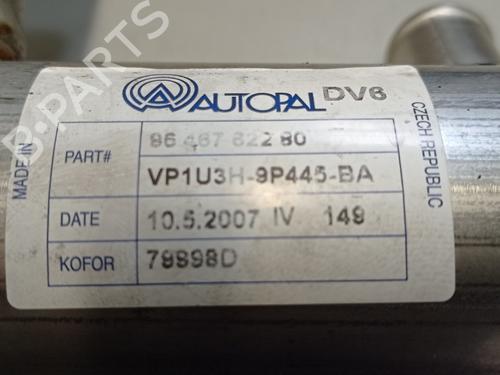 AUTOPAL DV6
MADE IN
PART# 96 467 622 80
VP1U3H-9P445-BA
DATE 10.5.2007 IV 149
KOFOR 79998D
CZECH REPUBLIC
B-PARTS